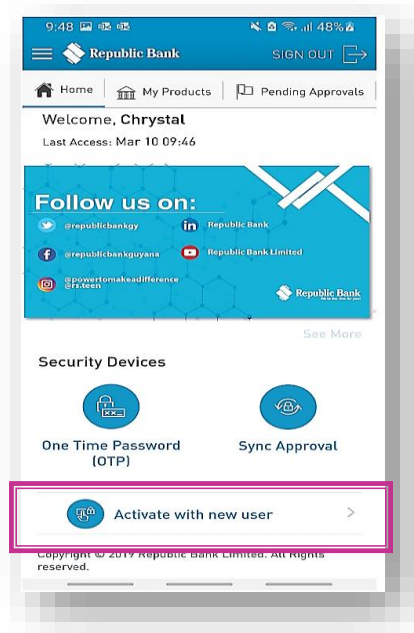 9:48 48%
Republic Bank SIGN OUT
Home My Products Pending Approvals
Welcome, Chrystal
Last Access: Mar 10 09:46
Follow us on:
@republicbankgy in Republic Bank
f @republicbankguyana Republic Bank Limited
@powertomakeadifference
@rs.teen
Republic Bank
See More
Security Devices
One Time Password
(OTP)
Sync Approval
Activate with new user >
Copyright © 2019 Republic Bank Limited. All Rights
reserved.